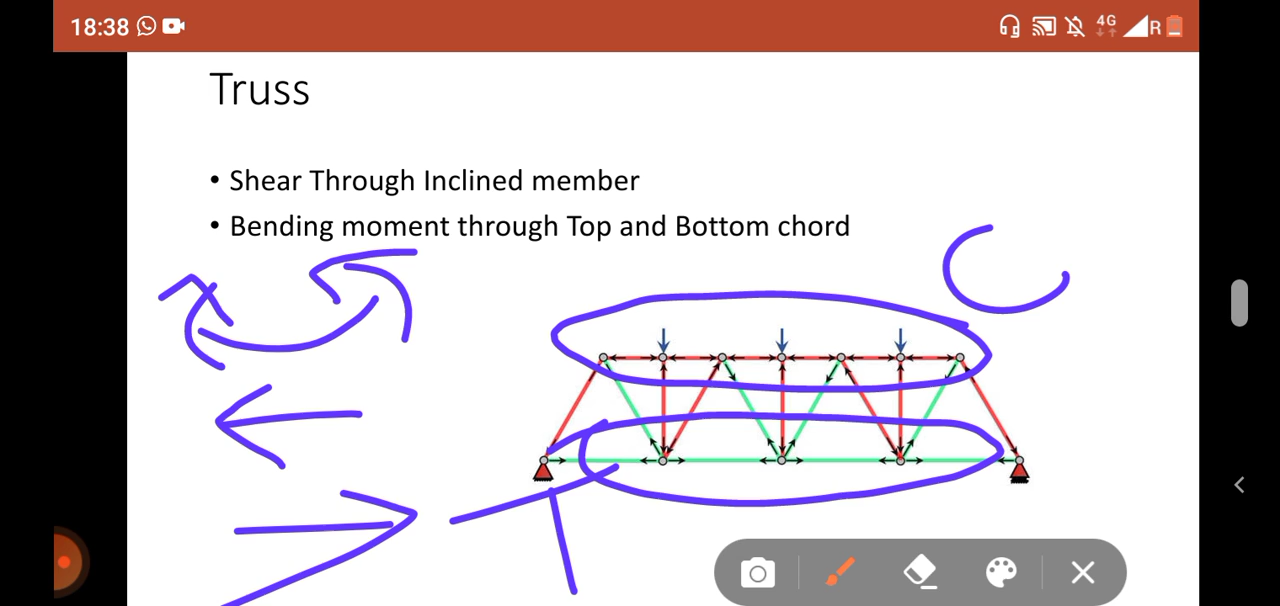 18:38
4G
R
Truss
• Shear Through Inclined member
• Bending moment through Top and Bottom chord
C
T